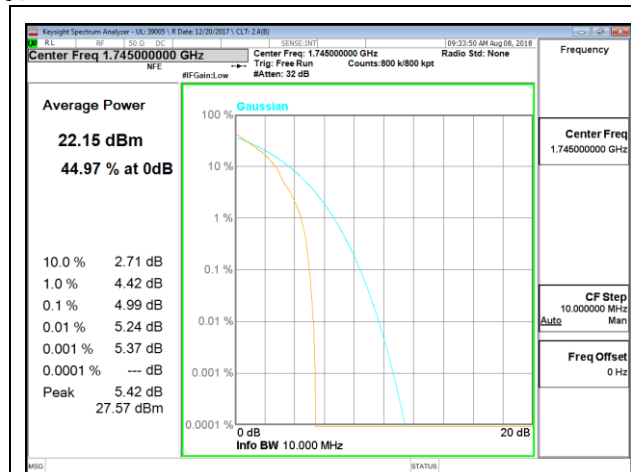 Keysight Spectrum Analyzer - UL: 39005 \ R Date: 12/20/2017 \ CLT: 2.4(8)
RL RF 50 Ω DC SENSE:INT 09:33:50 AM Aug 08, 2018
Center Freq 1.745000000 GHz Center Freq: 1.745000000 GHz Radio Std: None
NFE Trig: Free Run Counts:800 k/800 kpt
#IFGain:Low #Atten: 32 dB
Frequency
Average Power
22.15 dBm
44.97 % at 0dB
10.0 % 2.71 dB
1.0 % 4.42 dB
0.1 % 4.99 dB
0.01 % 5.24 dB
0.001 % 5.37 dB
0.0001 % --- dB
Peak 5.42 dB
27.57 dBm
Gaussian
100 %
10 %
1 %
0.1 %
0.01 %
0.001 %
0.0001 %
0 dB 20 dB
Info BW 10.000 MHz
Center Freq
1.745000000 GHz
CF Step
10.000000 MHz
Auto Man
Freq Offset
0 Hz
MSG STATUS